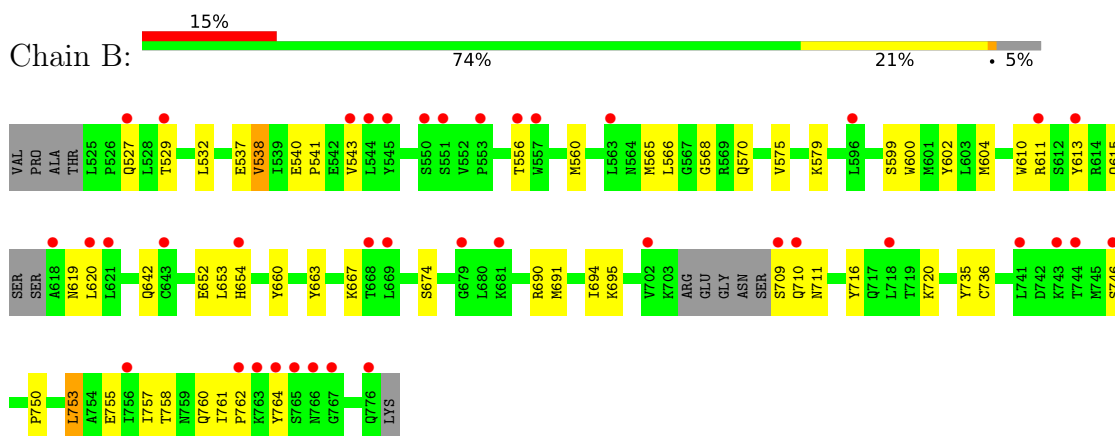 15%
Chain B:
74% 21% • 5%
VAL PRO ALA THR L525 P526 Q527 L528 T529 L532 E537 V538 I539 E540 P541 E542 V543 L544 Y545 S550 S551 V552 P553 T556 W557 M560 L563 N564 M565 L566 G567 G568 R569 Q570 V575 K579 L596 S599 W600 M601 Y602 L603 M604 W610 R611 S612 Y613 R614 Q615
SER SER A618 N619 L620 L621 Q642 C643 E652 L653 H654 Y660 Y663 K667 T668 L669 S674 G679 L680 K681 R690 M691 I694 K695 V702 K703 ARG GLU GLY ASN SER S709 Q710 N711 Y716 Q717 L718 T719 K720 Y735 C736 L741 D742 K743 T744 M745 S746
P750 L753 A754 E755 I756 I757 T758 N759 Q760 I761 P762 K763 Y764 S765 N766 G767 Q776 LYS